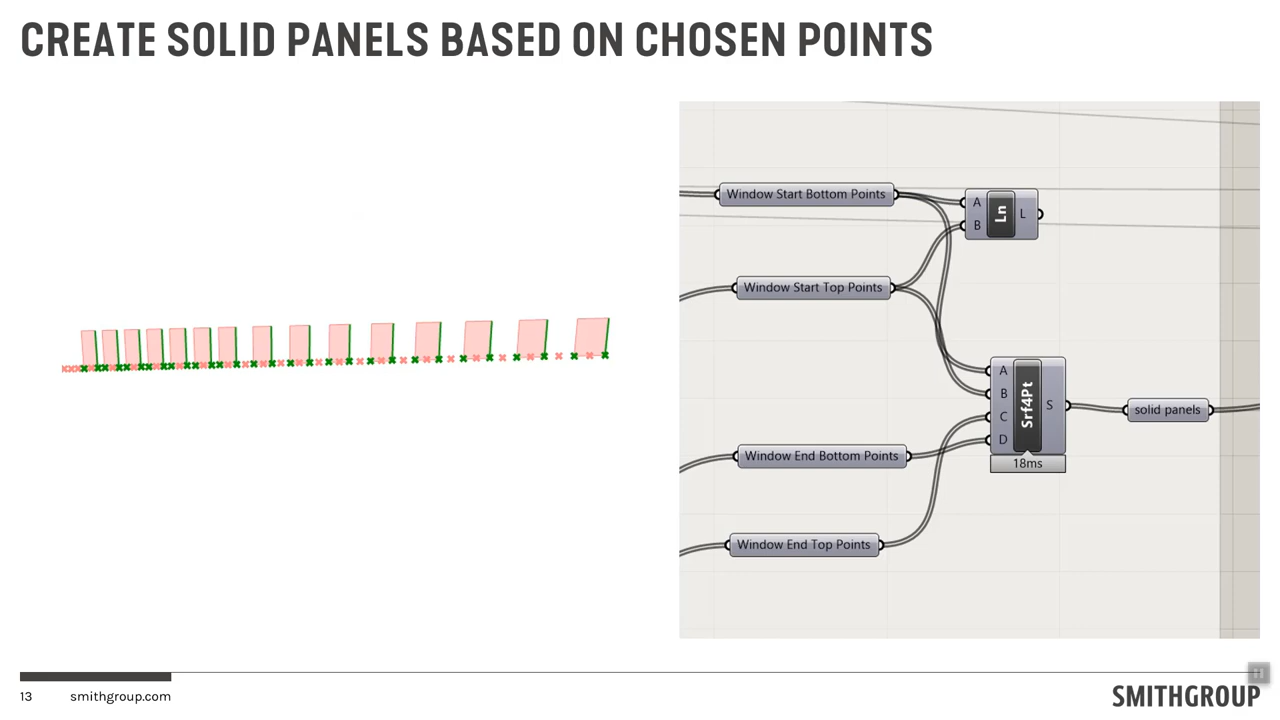 CREATE SOLID PANELS BASED ON CHOSEN POINTS
Window Start Bottom Points
A
B
Ln
L
Window Start Top Points
A
B
C
D
Srf4Pt
S
18ms
solid panels
Window End Bottom Points
Window End Top Points
13
smithgroup.com
SMITHGROUP